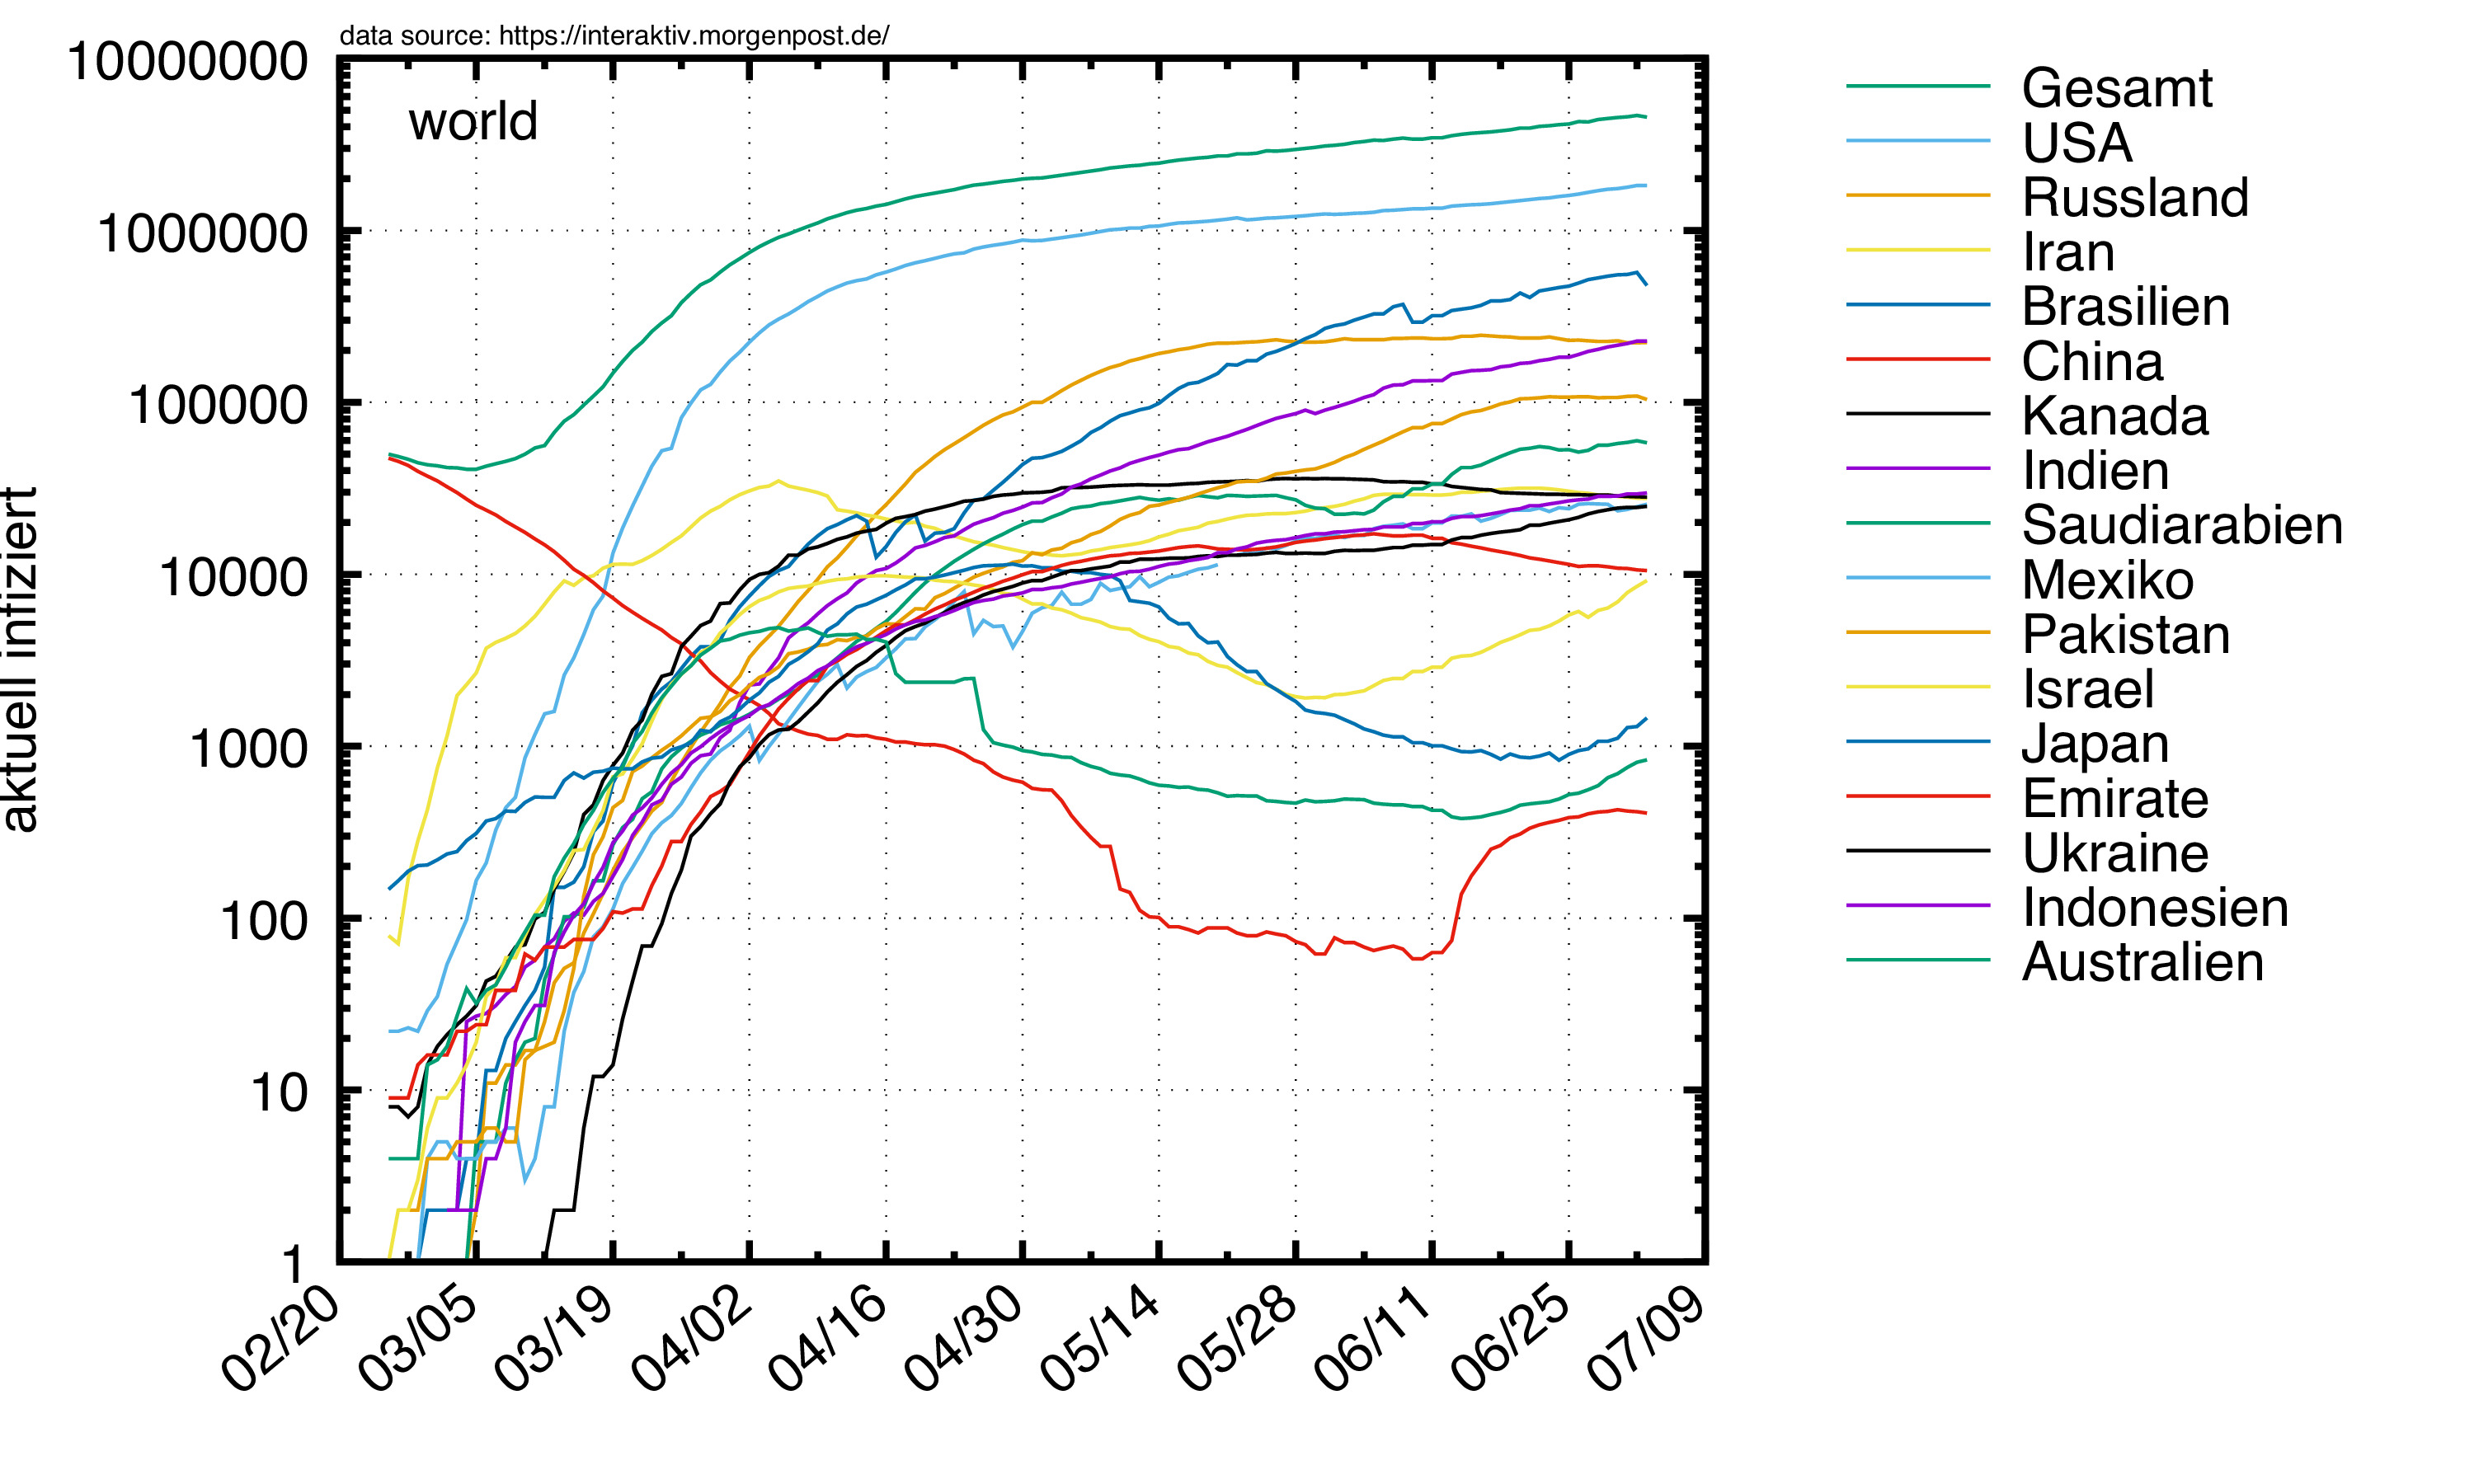 data source: https://interaktiv.morgenpost.de/
world
aktuell infiziert
10000000
1000000
100000
10000
1000
100
10
1
02/20
03/05
03/19
04/02
04/16
04/30
05/14
05/28
06/11
06/25
07/09
Gesamt
USA
Russland
Iran
Brasilien
China
Kanada
Indien
Saudiarabien
Mexiko
Pakistan
Israel
Japan
Emirate
Ukraine
Indonesien
Australien